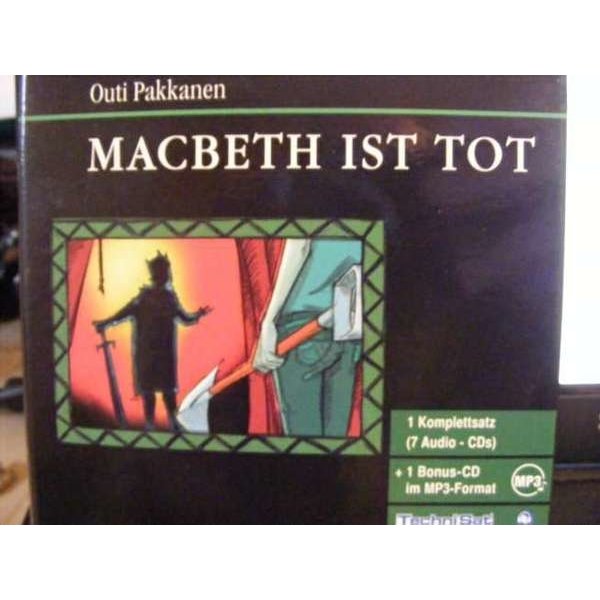 Outi Pakkanen
MACBETH IST TOT
1 Komplettsatz
(7 Audio - CDs)
+ 1 Bonus-CD
im MP3-Format
MP3
TechniSat